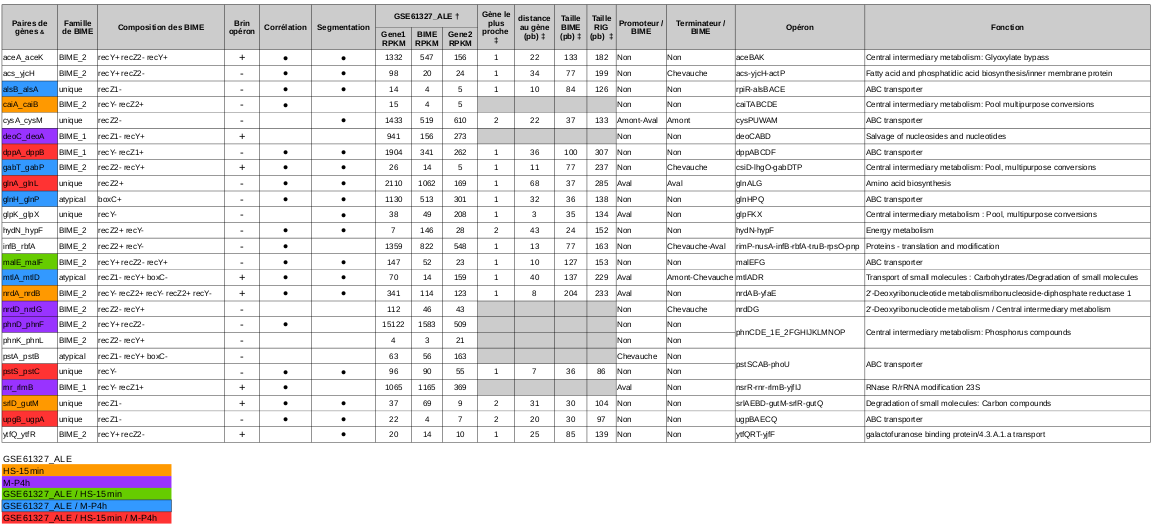 Paires de gènes Δ | Famille de BIME | Composition des BIME | Brin opéron | Corrélation | Segmentation | GSE61327_ALE † | Gène le plus proche ‡ | distance au gène (pb) ‡ | Taille BIME (pb) ‡ | Taille RIG (pb) ‡ | Promoteur / BIME | Terminateur / BIME | Opéron | Fonction
Gene1 RPKM | BIME RPKM | Gene2 RPKM
aceA_aceK | BIME_2 | recY+ recZ2- recY+ | + | ● | ● | 1332 | 547 | 156 | 1 | 22 | 133 | 182 | Non | Non | aceBAK | Central intermediary metabolism: Glyoxylate bypass
acs_yjcH | BIME_2 | recY+ recZ2- | - | ● | ● | 98 | 20 | 24 | 1 | 34 | 77 | 199 | Non | Chevauche | acs-yjcH-actP | Fatty acid and phosphatidic acid biosynthesis/inner membrane protein
alsB_alsA | unique | recZ1- | - | ● | ● | 14 | 4 | 5 | 1 | 10 | 84 | 126 | Non | Non | rpiR-alsBACE | ABC transporter
caiA_caiB | BIME_2 | recY- recZ2+ | - | ● | 15 | 4 | 5 | Non | Non | caiTABCDE | Central intermediary metabolism: Pool multipurpose conversions
cysA_cysM | unique | recZ2- | - | ● | 1433 | 519 | 610 | 2 | 22 | 37 | 133 | Amont-Aval | Amont | cysPUWAM | ABC transporter
deoC_deoA | BIME_1 | recZ1- recY+ | + | 941 | 156 | 273 | Non | Non | deoCABD | Salvage of nucleosides and nucleotides
dppA_dppB | BIME_1 | recY- recZ1+ | - | ● | ● | 1904 | 341 | 262 | 1 | 36 | 100 | 307 | Non | Non | dppABCDF | ABC transporter
gabT_gabP | BIME_2 | recZ2- recY+ | + | ● | ● | 26 | 14 | 5 | 1 | 11 | 77 | 237 | Non | Chevauche | csiD-lhgO-gabDTP | Central intermediary metabolism: Pool, multipurpose conversions
glnA_glnL | unique | recZ2+ | - | ● | ● | 2110 | 1062 | 169 | 1 | 68 | 37 | 285 | Aval | Aval | glnALG | Amino acid biosynthesis
glnH_glnP | atypical | boxC+ | - | ● | ● | 1130 | 513 | 301 | 1 | 32 | 36 | 138 | Non | Non | glnHPQ | ABC transporter
glpK_glpX | unique | recY- | - | ● | 38 | 49 | 208 | 1 | 3 | 35 | 134 | Aval | Non | glpFKX | Central intermediary metabolism : Pool, multipurpose conversions
hydN_hypF | BIME_2 | recZ2+ recY- | - | ● | ● | 7 | 146 | 28 | 2 | 43 | 24 | 152 | Non | Non | hydN-hypF | Energy metabolism
infB_rbfA | BIME_2 | recZ2+ recY- | - | ● | 1359 | 822 | 548 | 1 | 13 | 77 | 163 | Non | Chevauche-Aval | rimP-nusA-infB-rbfA-truB-rpsO-pnp | Proteins - translation and modification
malE_malF | BIME_2 | recY+ recZ2+ recY- | - | ● | ● | 147 | 52 | 23 | 1 | 10 | 127 | 153 | Non | Non | malEFG | ABC transporter
mtlA_mtlD | atypical | recZ1- recY+ boxC- | + | ● | ● | 70 | 14 | 159 | 1 | 40 | 137 | 229 | Aval | Amont-Chevauche | mtlADR | Transport of small molecules : Carbohydrates/Degradation of small molecules
nrdA_nrdB | BIME_2 | recY- recZ2+ recY- recZ2+ recY- | + | ● | ● | 341 | 114 | 123 | 1 | 8 | 204 | 233 | Aval | Non | nrdAB-yfaE | 2'-Deoxyribonucleotide metabolism/ribonucleoside-diphosphate reductase 1
nrdD_nrdG | BIME_2 | recZ2- recY+ | - | 112 | 46 | 43 | Non | Chevauche | nrdDG | 2'-Deoxyribonucleotide metabolism / Central intermediary metabolism
phnD_phnF | BIME_2 | recY+ recZ2- | - | ● | 15122 | 1583 | 509 | Non | Non | phnCDE_1E_2FGHIJKLMNOP | Central intermediary metabolism: Phosphorus compounds
phnK_phnL | BIME_2 | recZ2- recY+ | - | 4 | 3 | 21 | Non | Non
pstA_pstB | atypical | recZ1- recY+ boxC- | - | 63 | 56 | 163 | Chevauche | Non | pstSCAB-phoU | ABC transporter
pstS_pstC | unique | recY- | - | ● | ● | 96 | 90 | 55 | 1 | 7 | 36 | 86 | Non | Non
rnr_rlmB | BIME_1 | recY- recZ1+ | + | ● | 1065 | 1165 | 369 | Aval | Non | nsrR-rnr-rlmB-yjfIJ | RNase R/rRNA modification 23S
srlD_gutM | unique | recZ1- | + | ● | ● | 37 | 69 | 9 | 2 | 31 | 30 | 104 | Non | Non | srlAEBD-gutM-srlR-gutQ | Degradation of small molecules: Carbon compounds
upgB_ugpA | unique | recZ1- | - | ● | ● | 22 | 4 | 7 | 2 | 20 | 30 | 97 | Non | Non | ugpBAECQ | ABC transporter
ytfQ_ytfR | BIME_2 | recY+ recZ2- | + | ● | 20 | 14 | 10 | 1 | 25 | 85 | 139 | Non | Non | ytfQRT-yjfF | galactofuranose binding protein/4.3.A.1.a transport
GSE61327_ALE
HS-15min
M-P4h
GSE61327_ALE / HS-15min
GSE61327_ALE / M-P4h
GSE61327_ALE / HS-15min / M-P4h